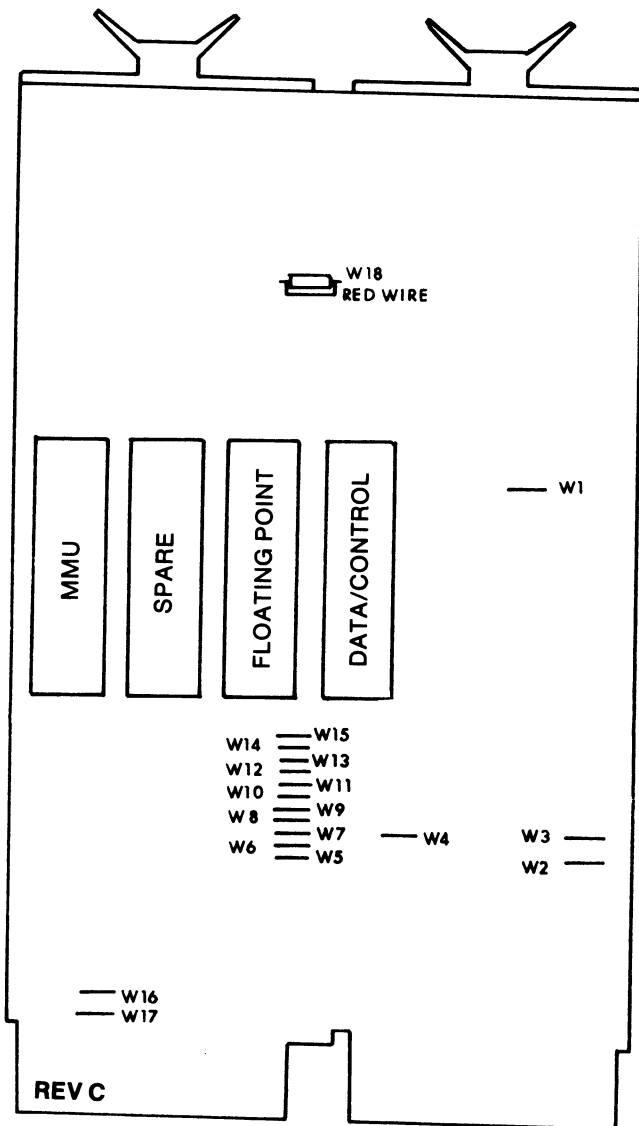 W18
RED WIRE
MMU
SPARE
FLOATING POINT
DATA/CONTROL
W1
W15
W14
W13
W12
W11
W10
W9
W8
W7
W6
W5
W4
W3
W2
W16
W17
REV C